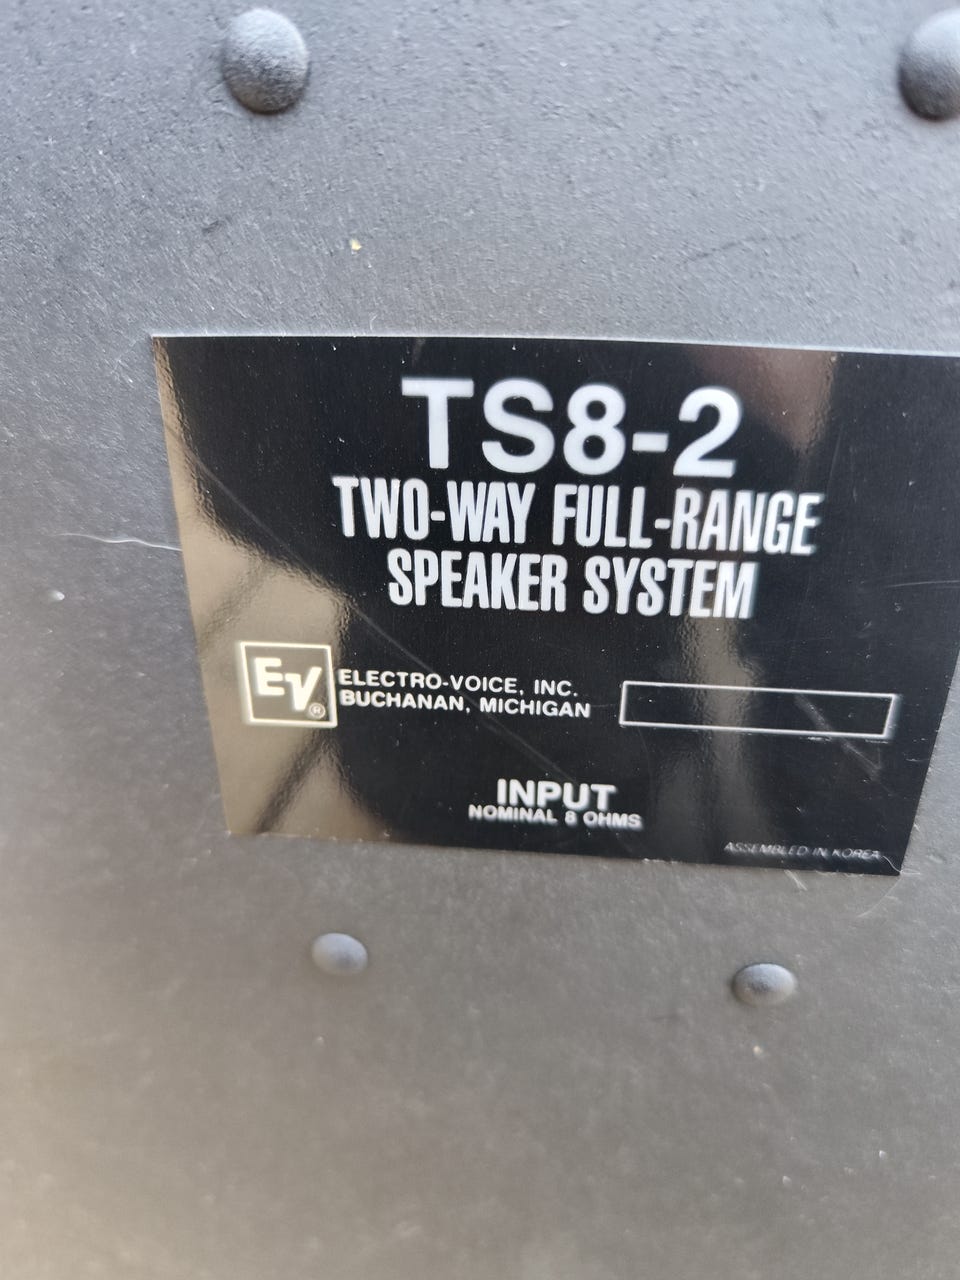 TS8-2
TWO-WAY FULL-RANGE
SPEAKER SYSTEM
EV®
ELECTRO-VOICE, INC.
BUCHANAN, MICHIGAN
INPUT
NOMINAL 8 OHMS
ASSEMBLED IN KOREA